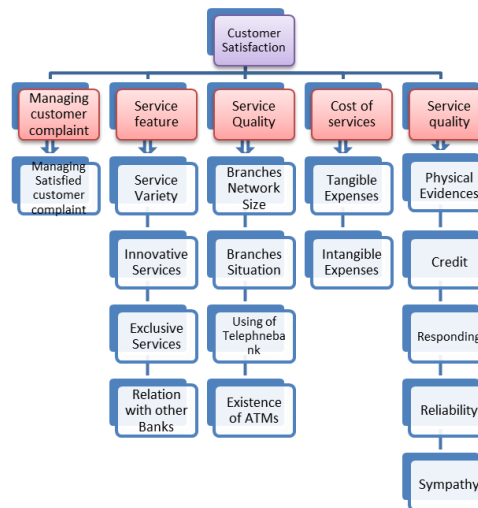 Customer
Satisfaction
Managing
customer
complaint
Service
feature
Service
Quality
Cost of
services
Service
quality
Managing
Satisfied
customer
complaint
Service
Variety
Innovative
Services
Exclusive
Services
Relation
with other
Banks
Branches
Network
Size
Branches
Situation
Using of
Telephneba
nk
Existence
of ATMs
Tangible
Expenses
Intangible
Expenses
Physical
Evidences
Credit
Responding
Reliability
Sympathy